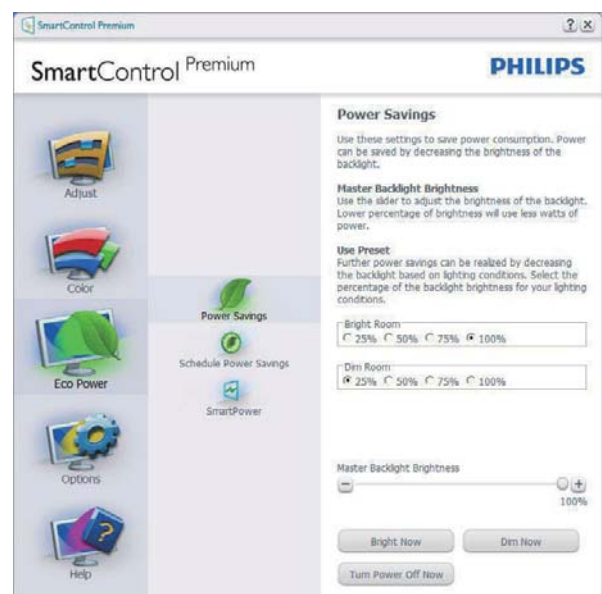 SmartControl Premium
SmartControl Premium
PHILIPS
Adjust
Color
Eco Power
Options
Help
Power Savings
Schedule Power Savings
SmartPower
Power Savings
Use these settings to save power consumption. Power
can be saved by decreasing the brightness of the
backlight.
Master Backlight Brightness
Use the slider to adjust the brightness of the backlight.
Lower percentage of brightness will use less watts of
power.
Use Preset
Further power savings can be realized by decreasing
the backlight based on lighting conditions. Select the
percentage of the backlight brightness for your lighting
conditions.
Bright Room
25% 50% 75% 100%
Dim Room
25% 50% 75% 100%
Master Backlight Brightness
100%
Bright Now
Dim Now
Turn Power Off Now